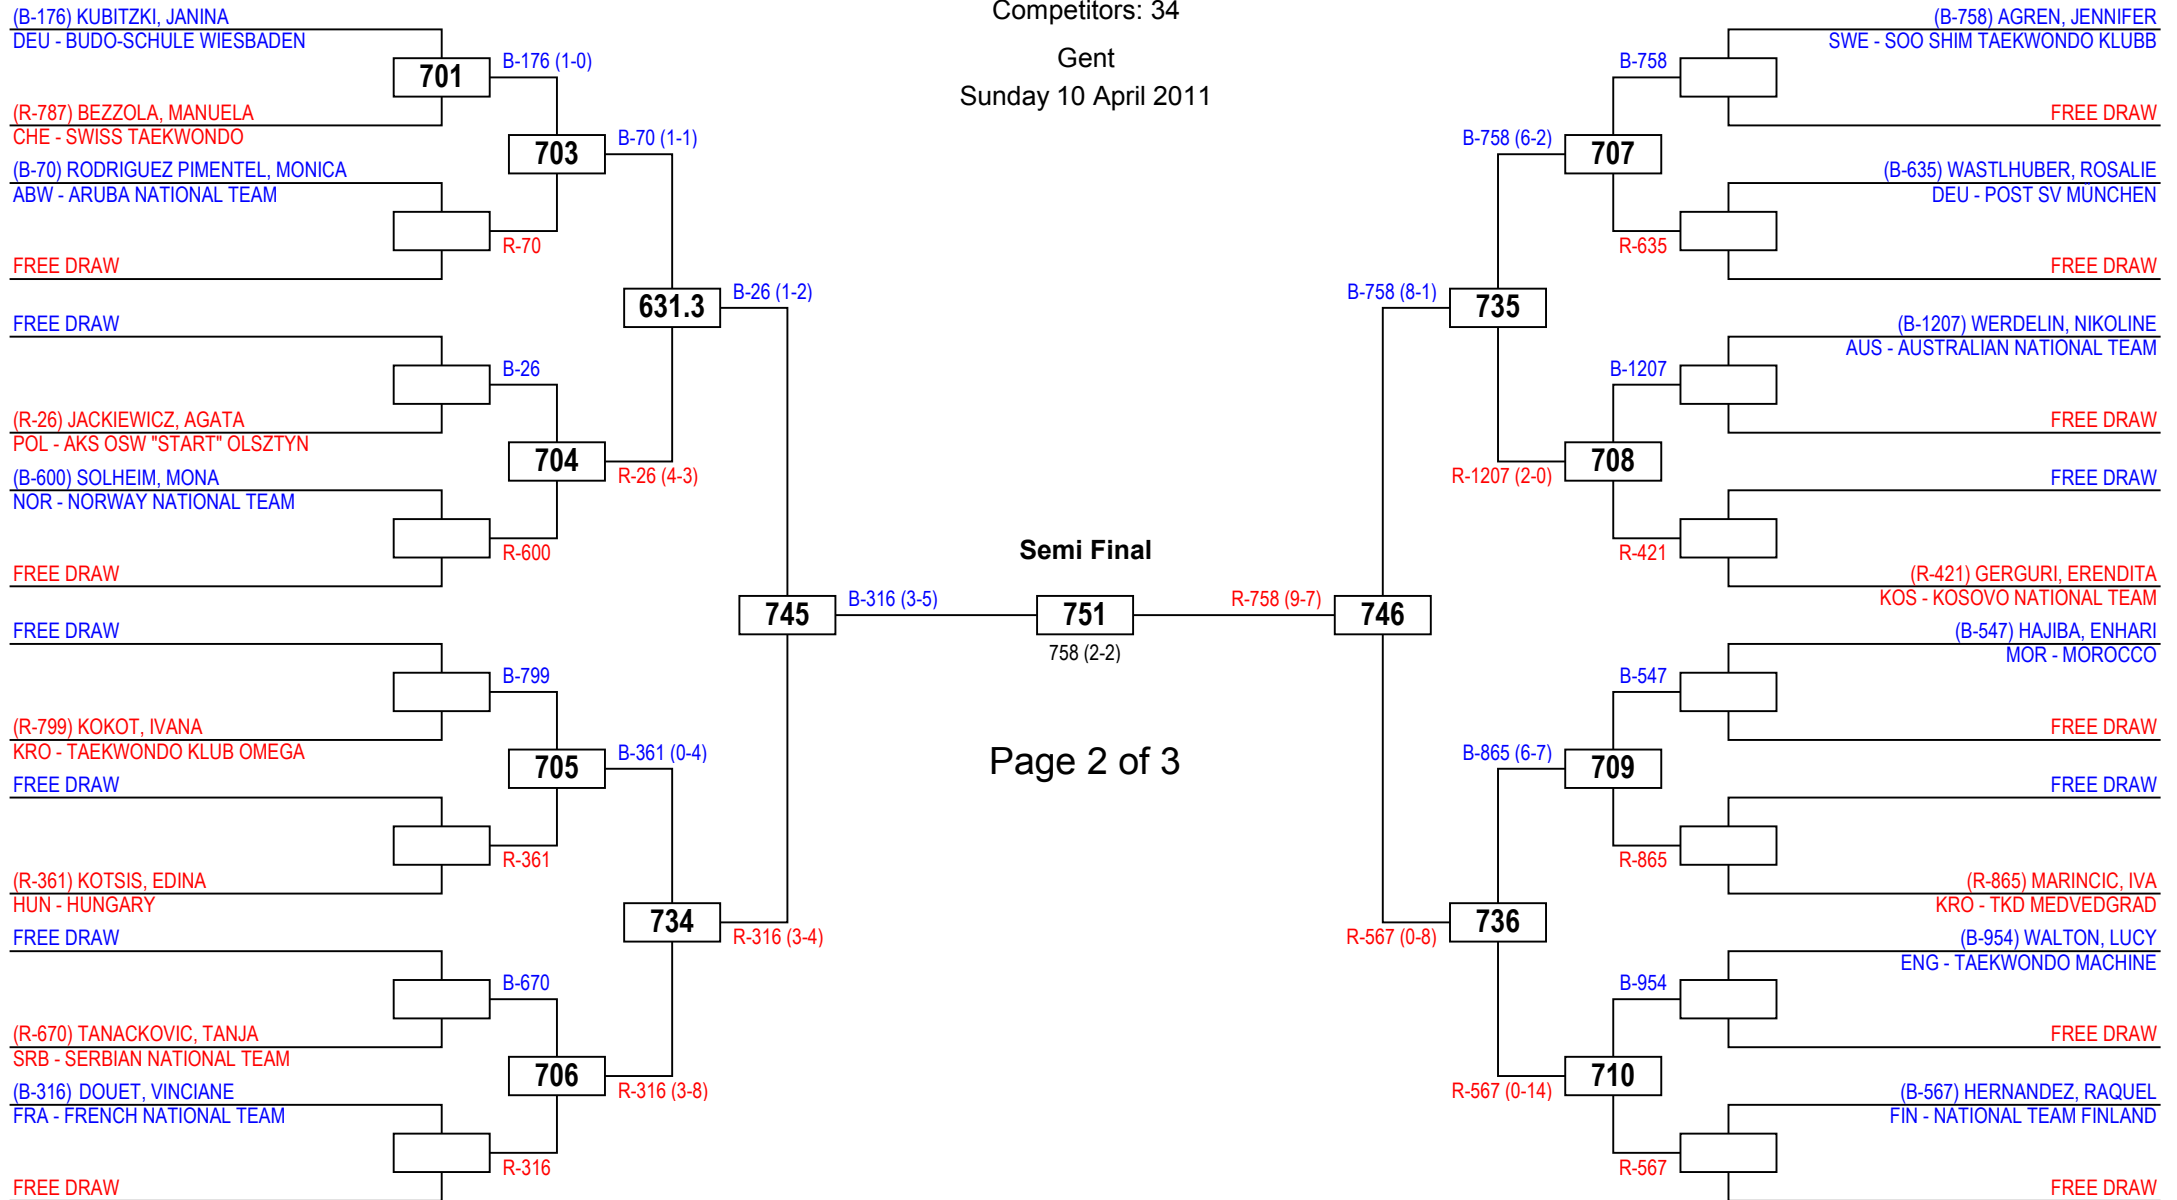 Competitors: 34
Gent
Sunday 10 April 2011
(B-176) KUBITZKI, JANINA
DEU - BUDO-SCHULE WIESBADEN
701
B-176 (1-0)
(R-787) BEZZOLA, MANUELA
CHE - SWISS TAEKWONDO
703
B-70 (1-1)
(B-70) RODRIGUEZ PIMENTEL, MONICA
ABW - ARUBA NATIONAL TEAM
R-70
FREE DRAW
631.3
B-26 (1-2)
FREE DRAW
B-26
(R-26) JACKIEWICZ, AGATA
POL - AKS OSW "START" OLSZTYN
704
R-26 (4-3)
(B-600) SOLHEIM, MONA
NOR - NORWAY NATIONAL TEAM
R-600
FREE DRAW
745
B-316 (3-5)
FREE DRAW
B-799
(R-799) KOKOT, IVANA
KRO - TAEKWONDO KLUB OMEGA
705
B-361 (0-4)
FREE DRAW
R-361
(R-361) KOTSIS, EDINA
HUN - HUNGARY
734
R-316 (3-4)
FREE DRAW
B-670
(R-670) TANACKOVIC, TANJA
SRB - SERBIAN NATIONAL TEAM
706
R-316 (3-8)
(B-316) DOUET, VINCIANE
FRA - FRENCH NATIONAL TEAM
R-316
FREE DRAW
Semi Final
751
758 (2-2)
Page 2 of 3
(B-758) AGREN, JENNIFER
SWE - SOO SHIM TAEKWONDO KLUBB
B-758
FREE DRAW
B-758 (6-2)
707
(B-635) WASTLHUBER, ROSALIE
DEU - POST SV MÜNCHEN
R-635
FREE DRAW
B-758 (8-1)
735
(B-1207) WERDELIN, NIKOLINE
AUS - AUSTRALIAN NATIONAL TEAM
B-1207
FREE DRAW
R-1207 (2-0)
708
FREE DRAW
R-421
(R-421) GERGURI, ERENDITA
KOS - KOSOVO NATIONAL TEAM
R-758 (9-7)
746
(B-547) HAJIBA, ENHARI
MOR - MOROCCO
B-547
FREE DRAW
B-865 (6-7)
709
FREE DRAW
R-865
(R-865) MARINCIC, IVA
KRO - TKD MEDVEDGRAD
R-567 (0-8)
736
(B-954) WALTON, LUCY
ENG - TAEKWONDO MACHINE
B-954
FREE DRAW
R-567 (0-14)
710
(B-567) HERNANDEZ, RAQUEL
FIN - NATIONAL TEAM FINLAND
R-567
FREE DRAW